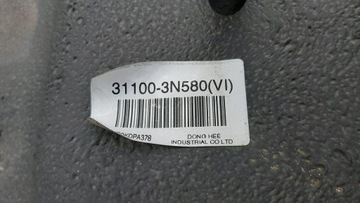 31100-3N580(VI)
DONG HEE
INDUSTRIAL CO LTD